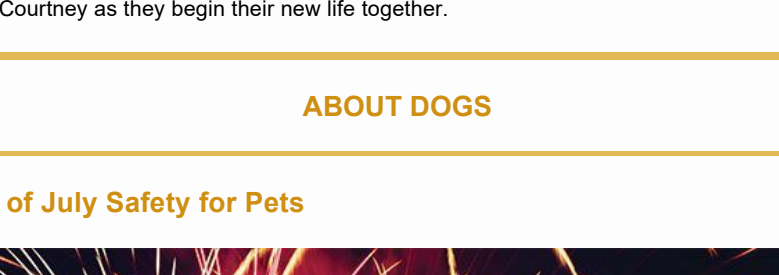 Courtney as they begin their new life together.
ABOUT DOGS
of July Safety for Pets